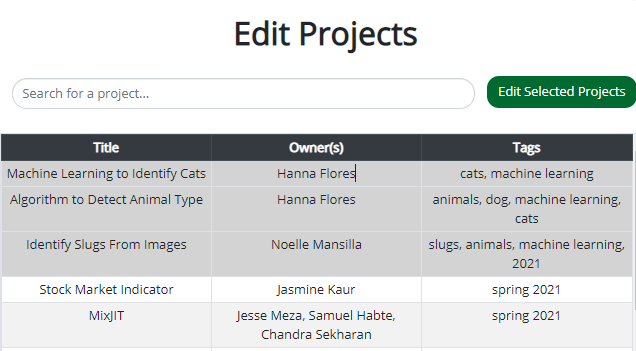 Edit Projects
Search for a project...
Edit Selected Projects
Title Owner(s) Tags
Machine Learning to Identify Cats Hanna Flores cats, machine learning
Algorithm to Detect Animal Type Hanna Flores animals, dog, machine learning,
cats
Identify Slugs From Images Noelle Mansilla slugs, animals, machine learning,
2021
Stock Market Indicator Jasmine Kaur spring 2021
MixJIT Jesse Meza, Samuel Habte, spring 2021
Chandra Sekharan